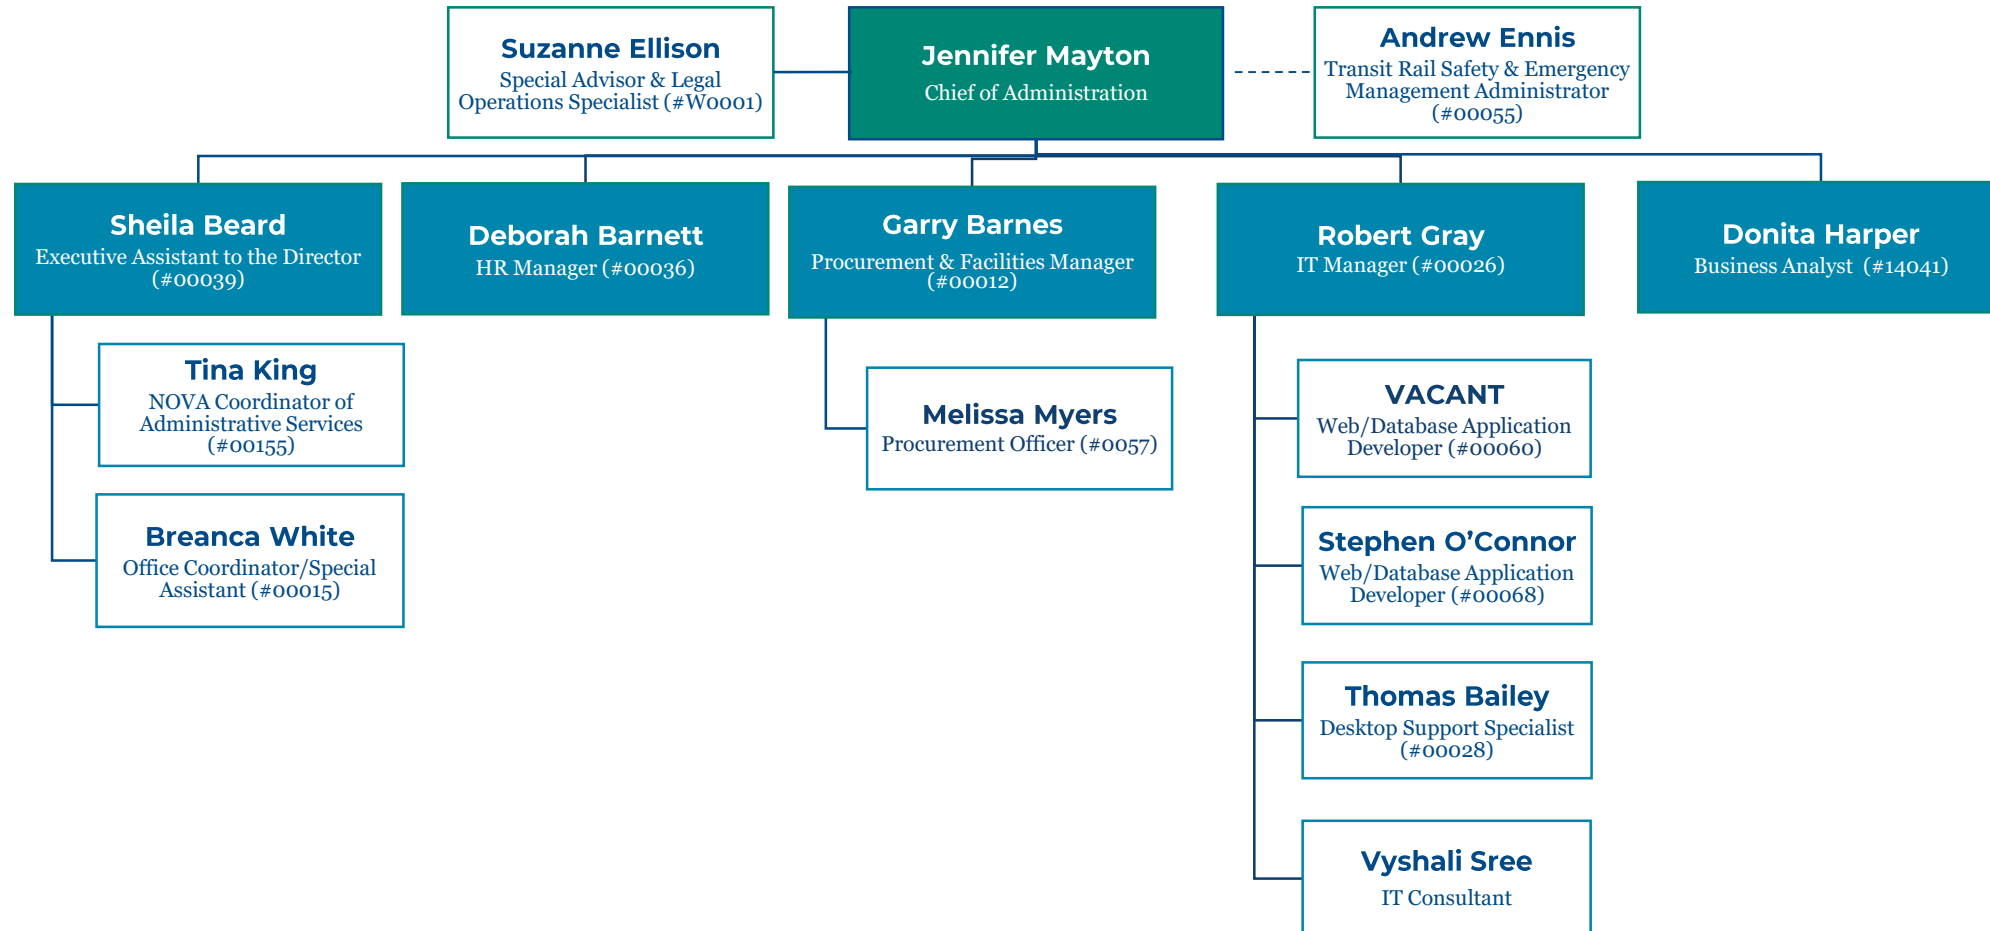 Suzanne Ellison
Special Advisor & Legal
Operations Specialist (#W0001)
Jennifer Mayton
Chief of Administration
Andrew Ennis
Transit Rail Safety & Emergency
Management Administrator
(#00055)
Sheila Beard
Executive Assistant to the Director
(#00039)
Deborah Barnett
HR Manager (#00036)
Garry Barnes
Procurement & Facilities Manager
(#00012)
Robert Gray
IT Manager (#00026)
Donita Harper
Business Analyst (#14041)
Tina King
NOVA Coordinator of
Administrative Services
(#00155)
Breanca White
Office Coordinator/Special
Assistant (#00015)
Melissa Myers
Procurement Officer (#0057)
VACANT
Web/Database Application
Developer (#00060)
Stephen O’Connor
Web/Database Application
Developer (#00068)
Thomas Bailey
Desktop Support Specialist
(#00028)
Vyshali Sree
IT Consultant